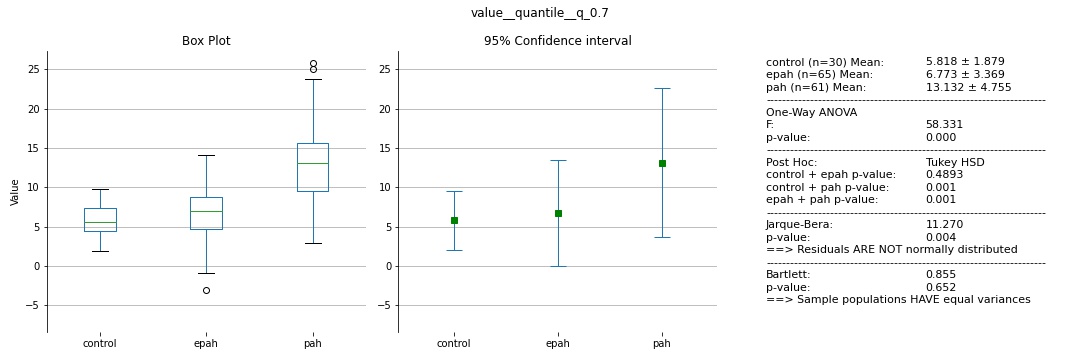 value__quantile__q_0.7
Box Plot
Value
25
20
15
10
5
0
−5
control epah pah
95% Confidence interval
25
20
15
10
5
0
−5
control epah pah
control (n=30) Mean: 5.818 ± 1.879
epah (n=65) Mean: 6.773 ± 3.369
pah (n=61) Mean: 13.132 ± 4.755
One-Way ANOVA
F: 58.331
p-value: 0.000
Post Hoc: Tukey HSD
control + epah p-value: 0.4893
control + pah p-value: 0.001
epah + pah p-value: 0.001
Jarque-Bera: 11.270
p-value: 0.004
==> Residuals ARE NOT normally distributed
Bartlett: 0.855
p-value: 0.652
==> Sample populations HAVE equal variances